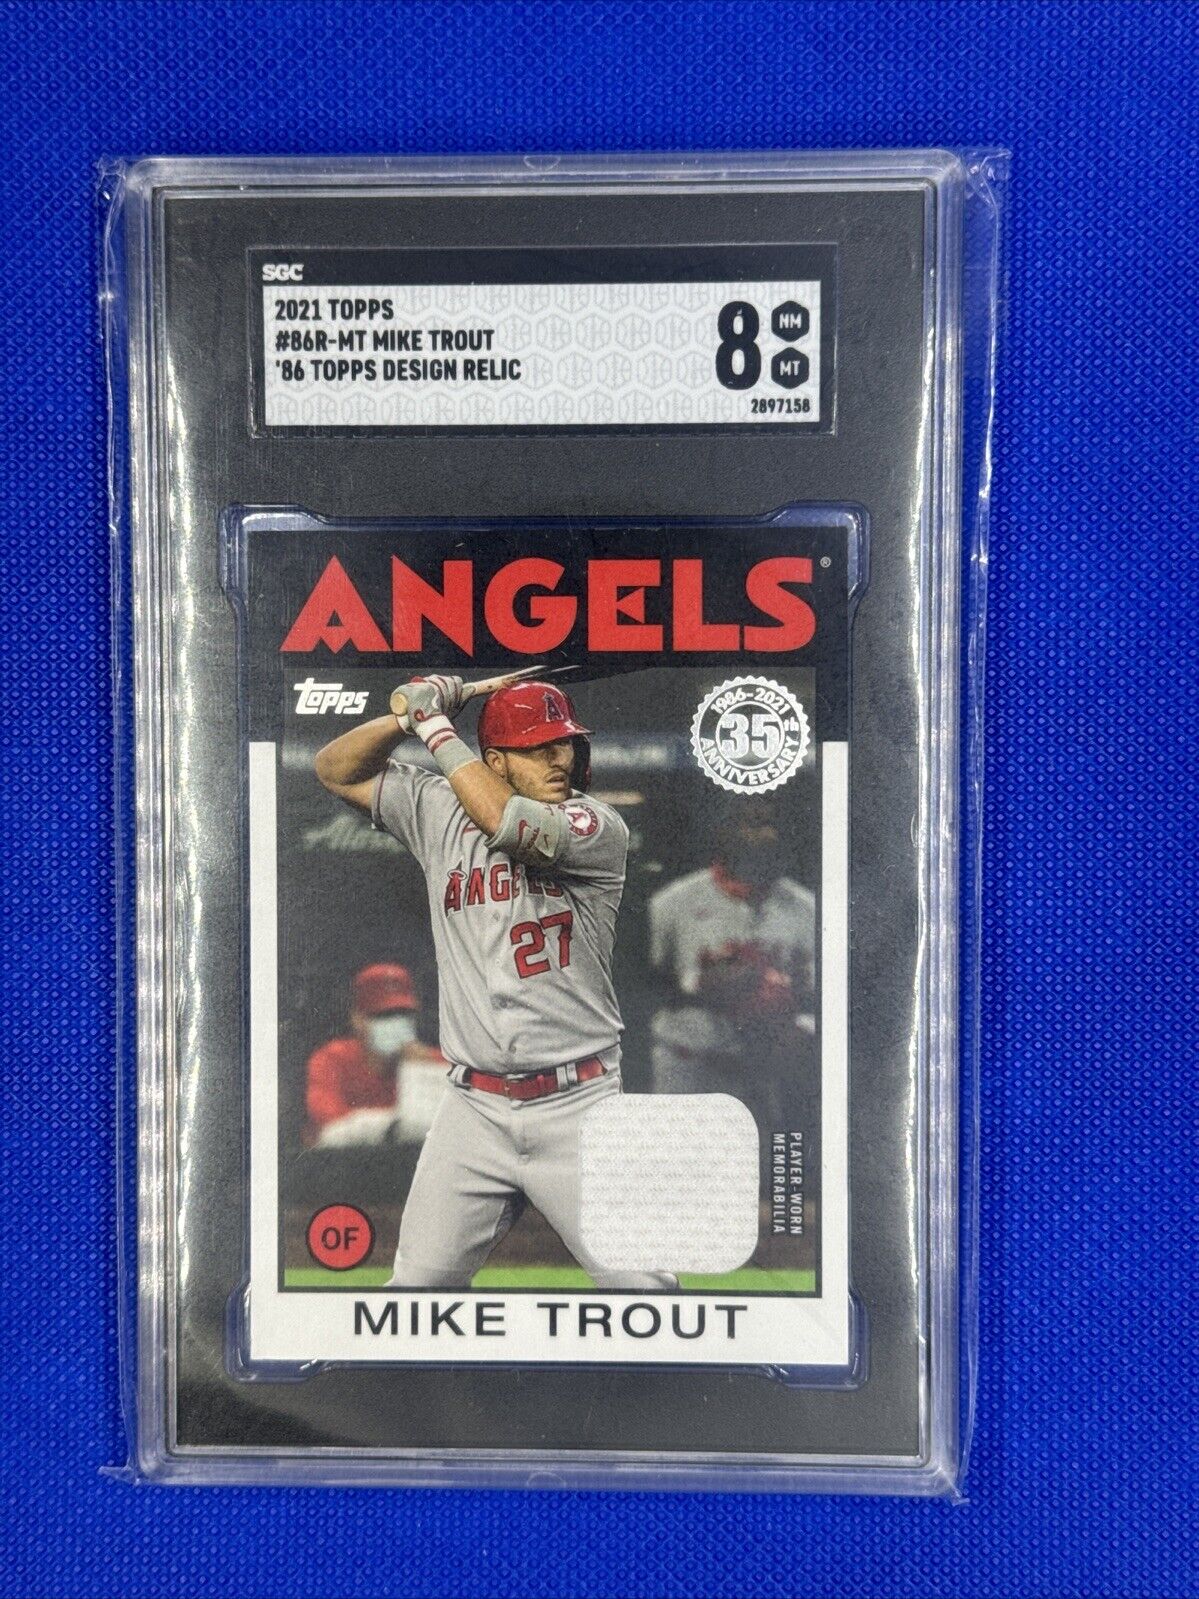 SGC
2021 TOPPS
#86R-MT MIKE TROUT
'86 TOPPS DESIGN RELIC
8
NM
MT
2897158
ANGELS®
Topps
1986-2021
35th
ANNIVERSARY
A
ANGELS
27
PLAYER-WORN
MEMORABILIA
OF
MIKE TROUT